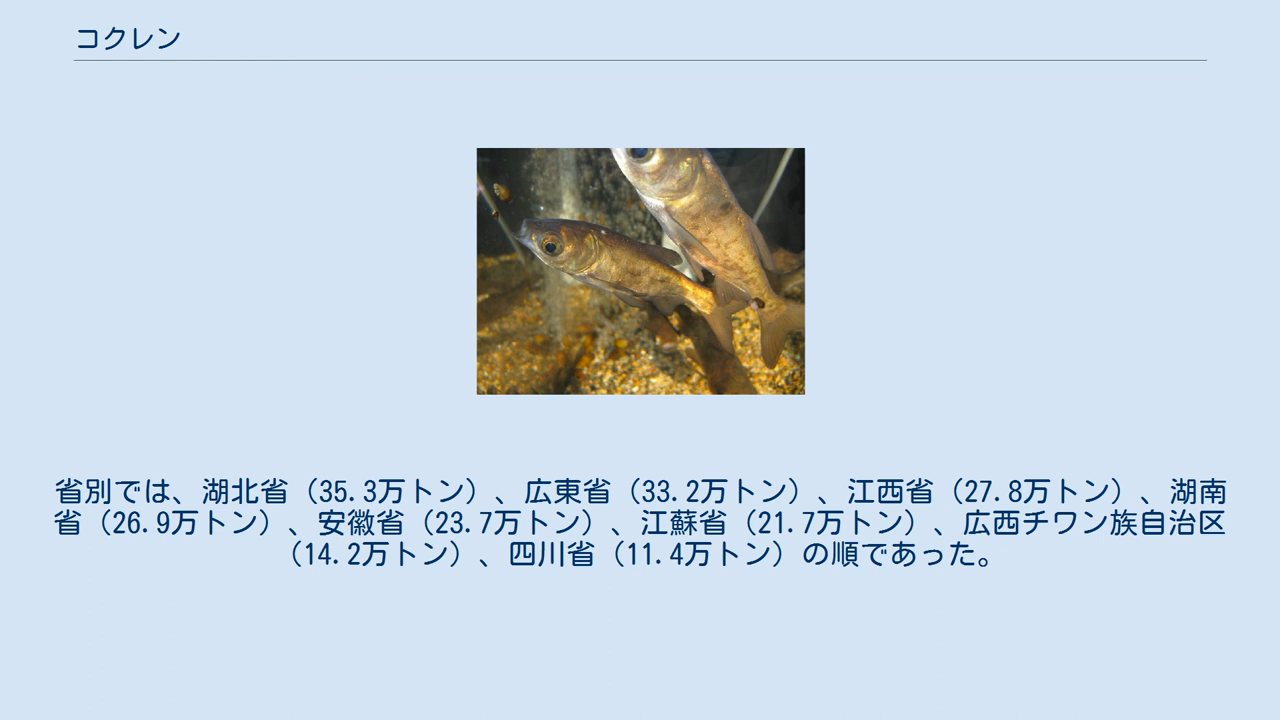 コクレン
省別では、湖北省（35.3万トン）、広東省（33.2万トン）、江西省（27.8万トン）、湖南
省（26.9万トン）、安徽省（23.7万トン）、江蘇省（21.7万トン）、広西チワン族自治区
（14.2万トン）、四川省（11.4万トン）の順であった。